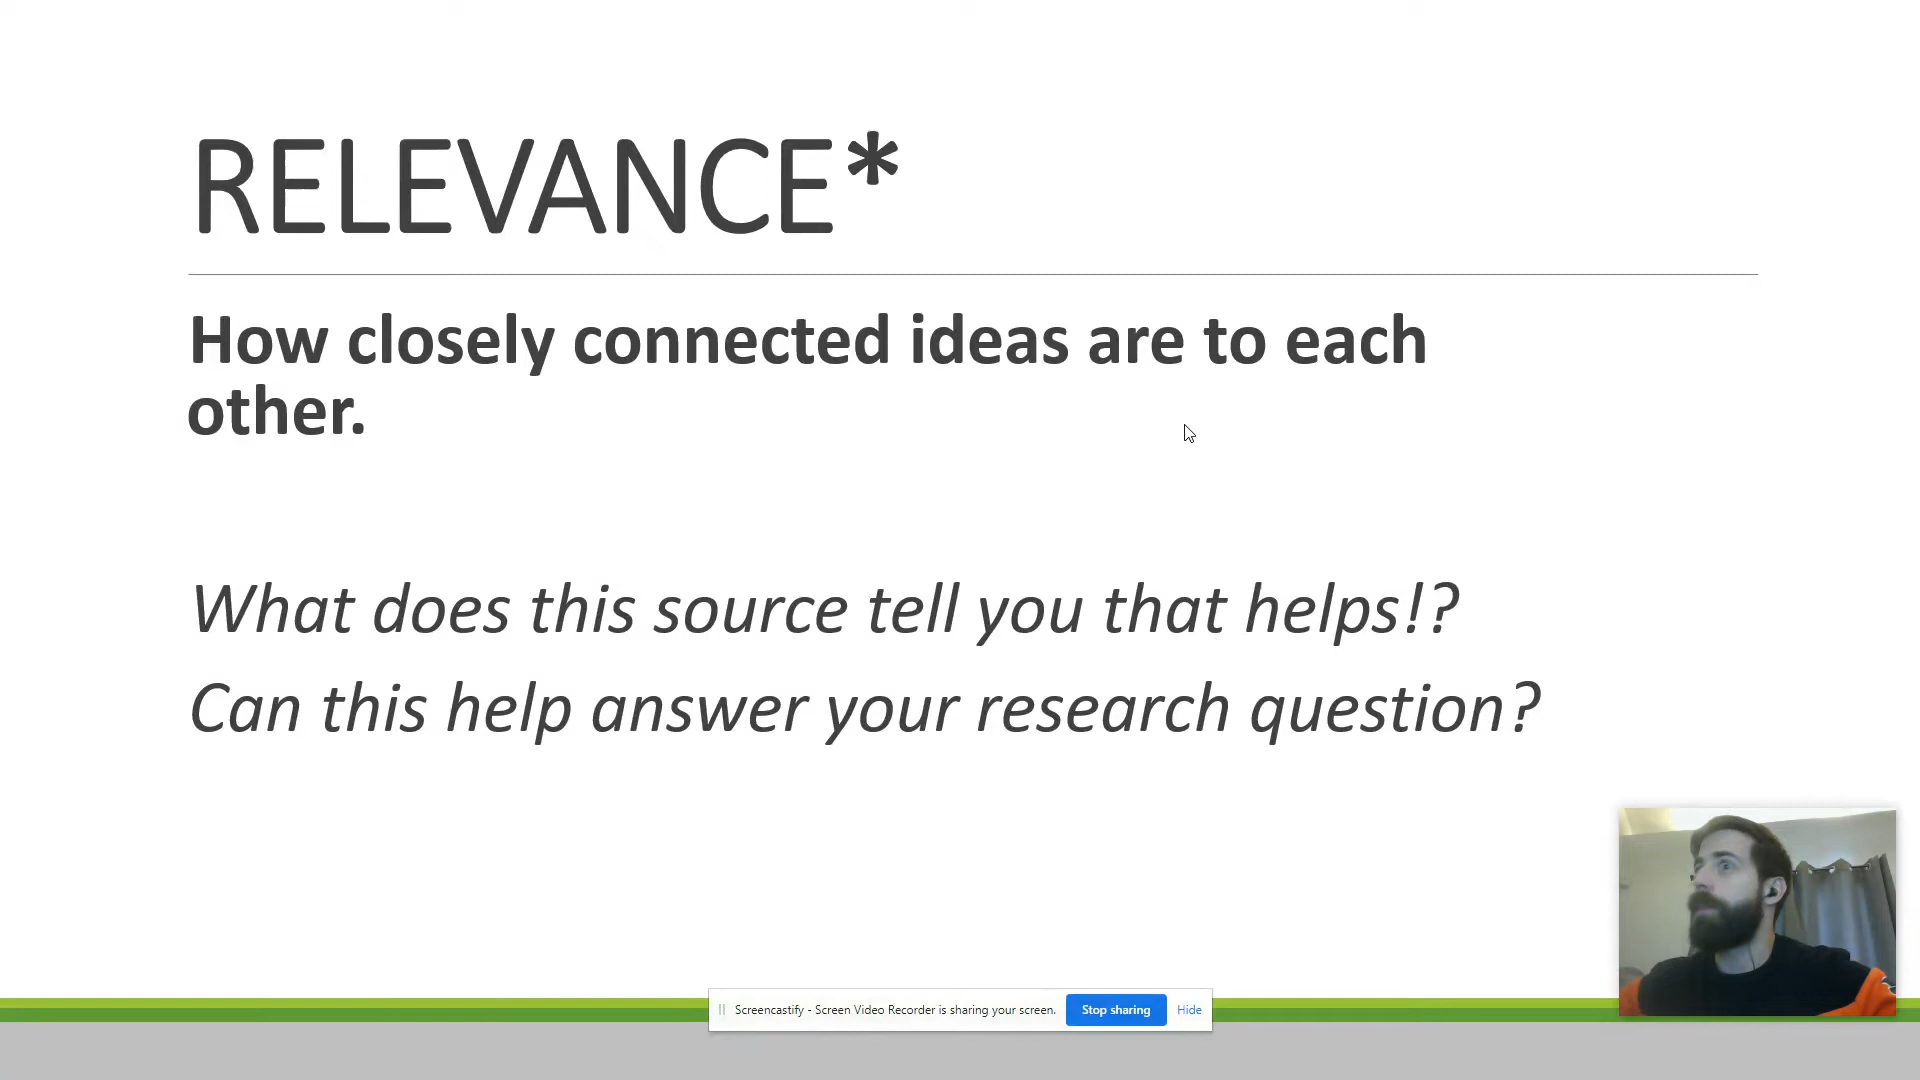 RELEVANCE*
How closely connected ideas are to each
other.
What does this source tell you that helps!?
Can this help answer your research question?
Screencastify - Screen Video Recorder is sharing your screen.
Stop sharing
Hide